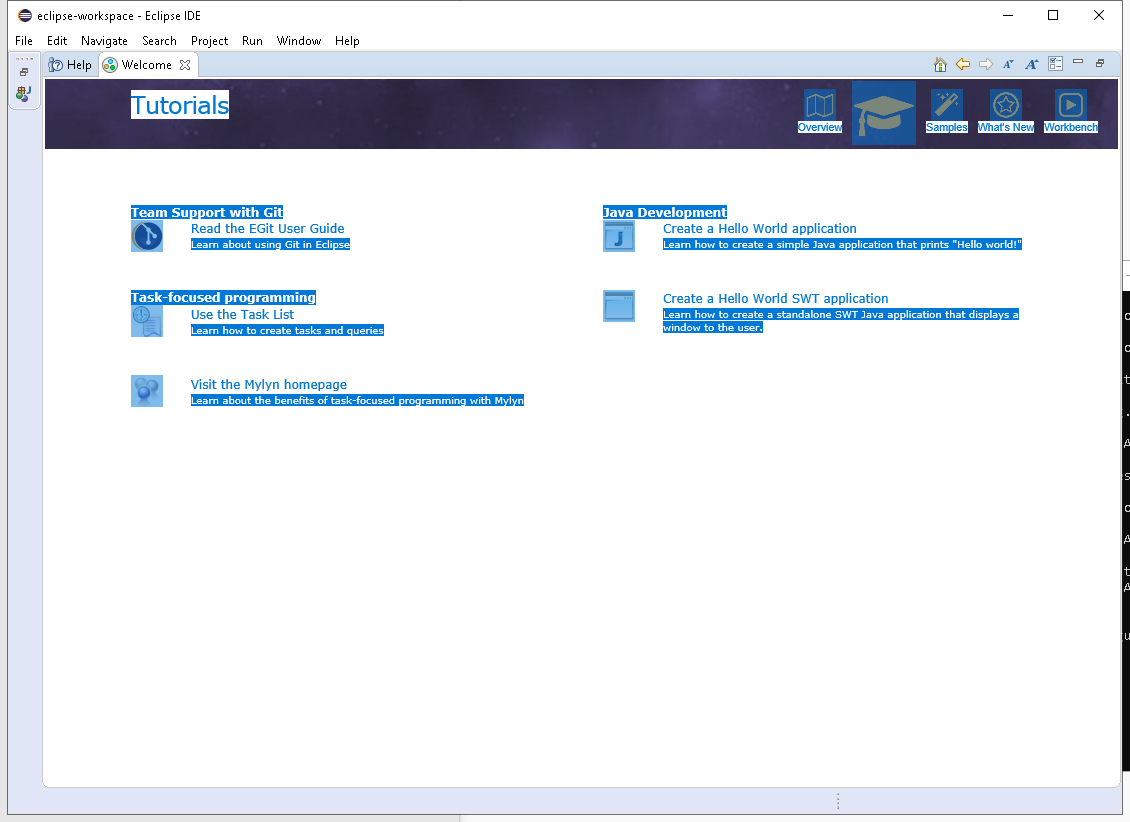 eclipse-workspace - Eclipse IDE
File Edit Navigate Search Project Run Window Help
Help Welcome
Tutorials
Overview Samples What's New Workbench
Team Support with Git
Read the EGit User Guide
Learn about using Git in Eclipse
Task-focused programming
Use the Task List
Learn how to create tasks and queries
Visit the Mylyn homepage
Learn about the benefits of task-focused programming with Mylyn
Java Development
Create a Hello World application
Learn how to create a simple Java application that prints "Hello world!"
Create a Hello World SWT application
Learn how to create a standalone SWT Java application that displays a
window to the user.